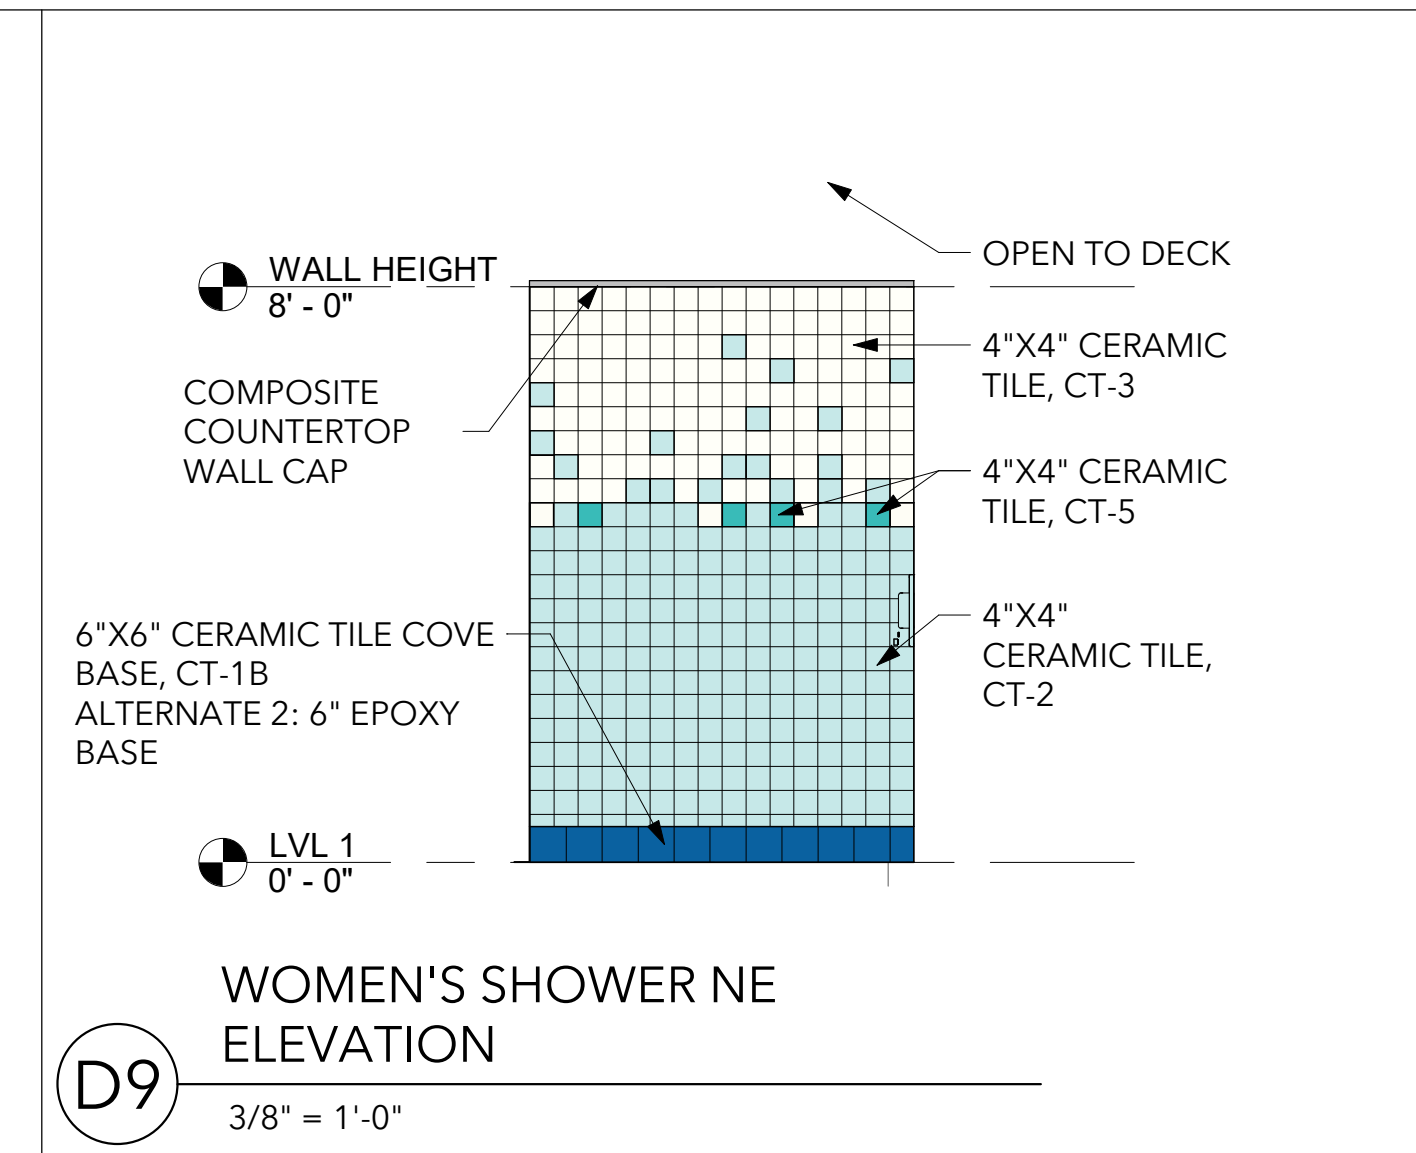 OPEN TO DECK
WALL HEIGHT
8' - 0"
4"X4" CERAMIC
TILE, CT-3
COMPOSITE
COUNTERTOP
WALL CAP
4"X4" CERAMIC
TILE, CT-5
4"X4"
CERAMIC TILE,
CT-2
6"X6" CERAMIC TILE COVE
BASE, CT-1B
ALTERNATE 2: 6" EPOXY
BASE
LVL 1
0' - 0"
WOMEN'S SHOWER NE
ELEVATION
D9
3/8" = 1'-0"